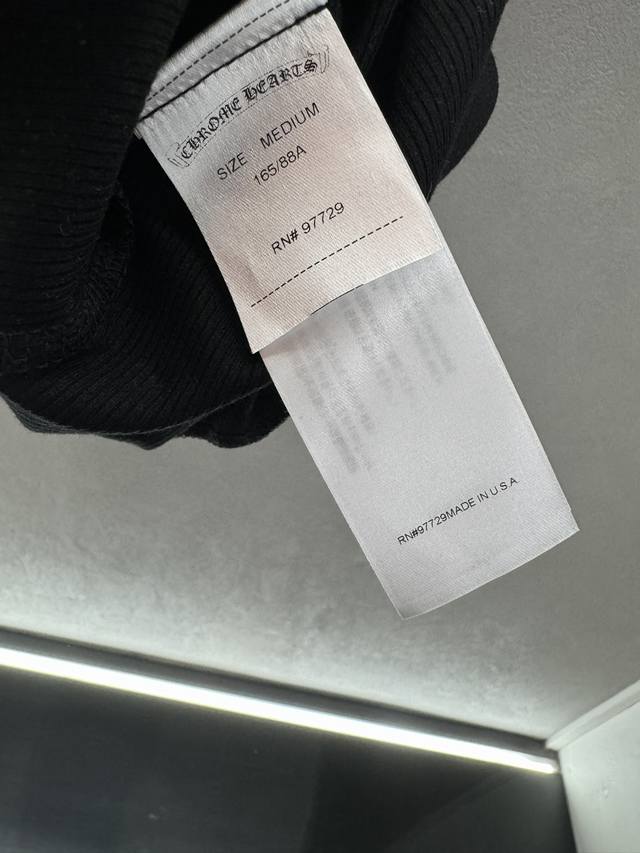 CHROME HEARTS
SIZE MEDIUM
165/88A
RN# 97729
RN#97729MADE IN U.S.A